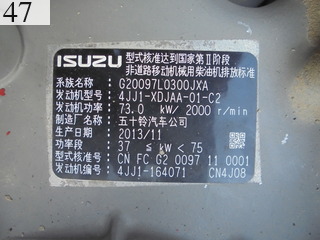 47
ISUZU
型式核准达到国家第Ⅱ阶段
非道路移动机械用柴油机排放标准
系族名称: G20097L0300JXA
发动机型号: 4JJ1-XDJAA-01-C2
发动机功率: 73.0 kW/ 2000 r/min
制造厂名称: 五十铃汽车公司
生产日期: 2013/11
功率段: 37 ≤ kW < 75
型式核准号: CN FC G2 0097 11 0001
发动机编号: 4JJ1-164071 CN4J08